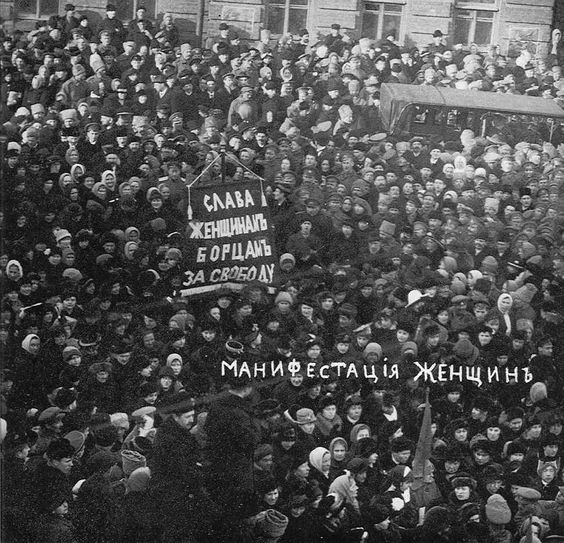 СЛАВА
ЖЕНЩИНАМЪ
БОРЦАМЪ
ЗА СВОБОДУ
МАНИФЕСТАЦІЯ ЖЕНЩИНЪ